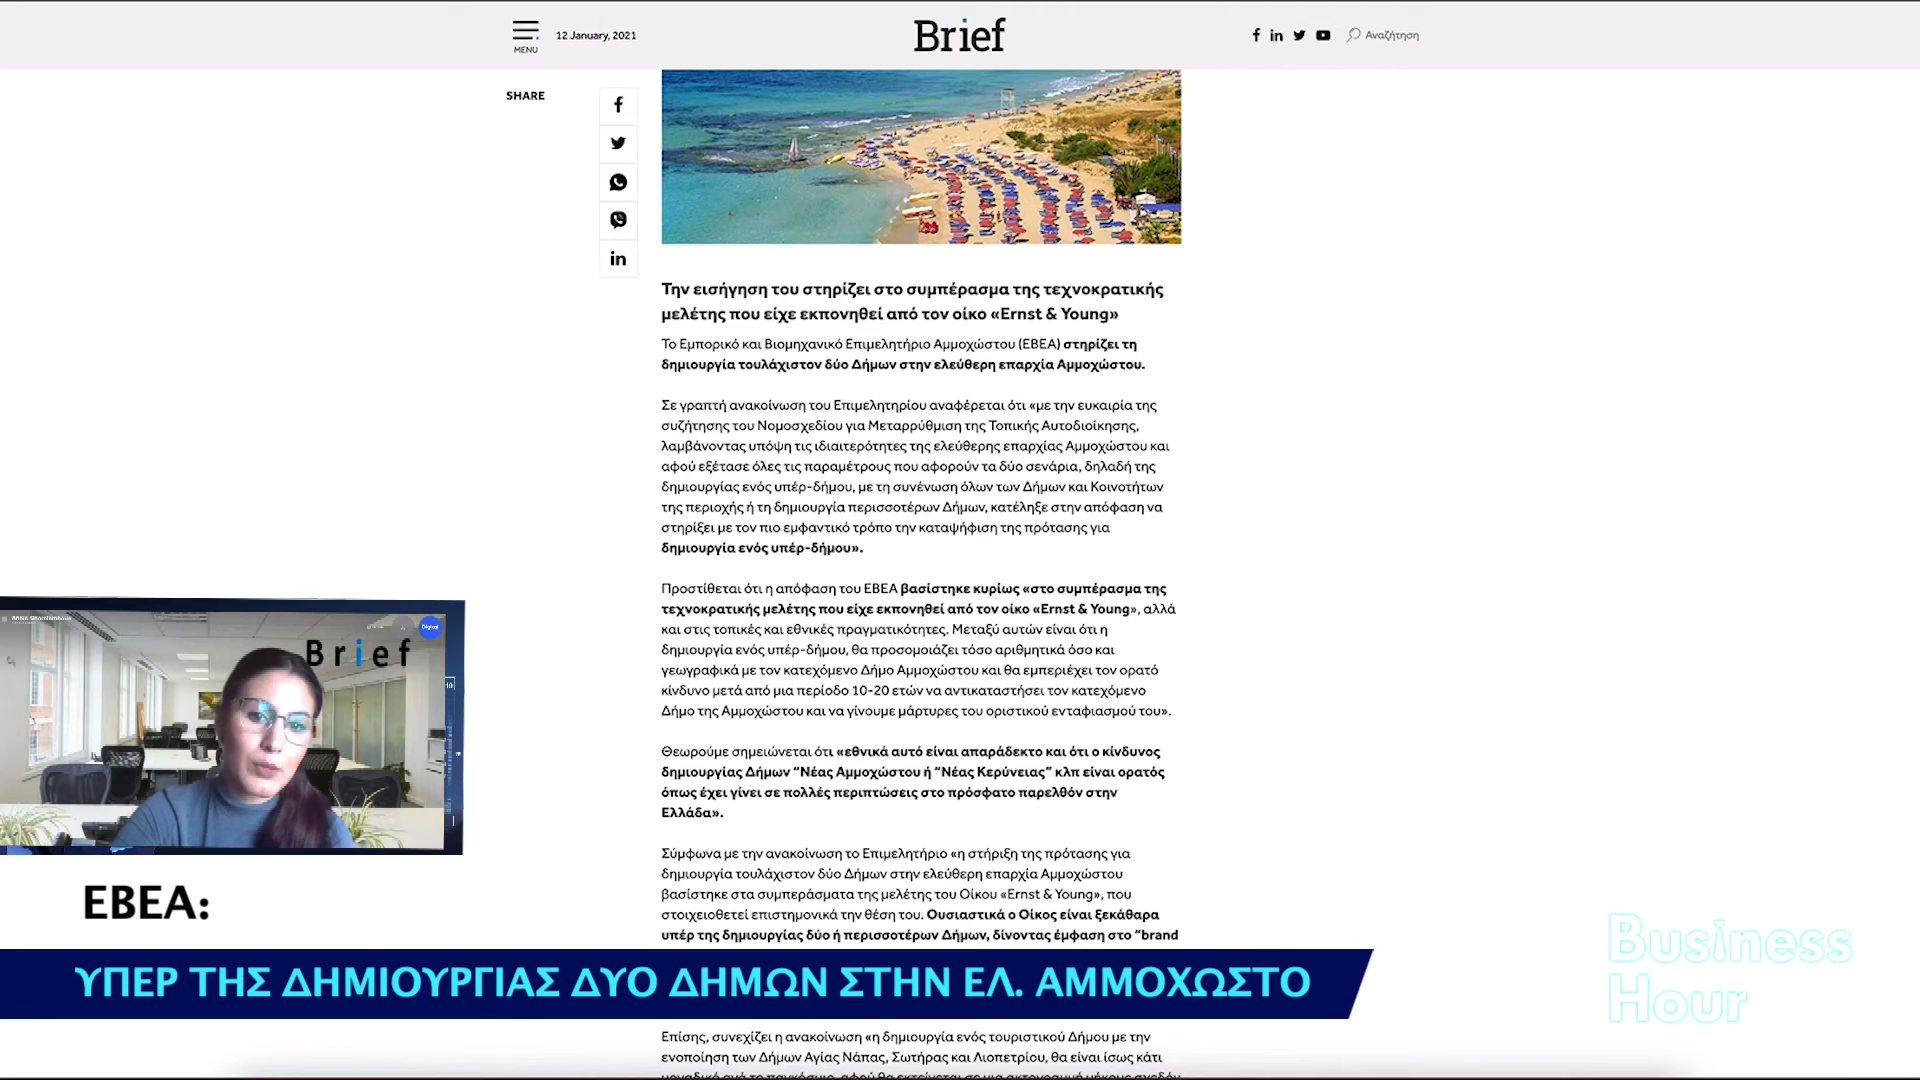 MENU
12 January, 2021
Brief
Αναζήτηση
SHARE
Την εισήγηση του στηρίζει στο συμπέρασμα της τεχνοκρατικής
μελέτης που είχε εκπονηθεί από τον οίκο «Ernst & Young»
Το Εμπορικό και Βιομηχανικό Επιμελητήριο Αμμοχώστου (ΕΒΕΑ) στηρίζει τη
δημιουργία τουλάχιστον δύο Δήμων στην ελεύθερη επαρχία Αμμοχώστου.
Σε γραπτή ανακοίνωση του Επιμελητηρίου αναφέρεται ότι «με την ευκαιρία της
συζήτησης του Νομοσχεδίου για Μεταρρύθμιση της Τοπικής Αυτοδιοίκησης,
λαμβάνοντας υπόψη τις ιδιαιτερότητες της ελεύθερης επαρχίας Αμμοχώστου και
αφού εξέτασε όλες τις παραμέτρους που αφορούν τα δύο σενάρια, δηλαδή της
δημιουργίας ενός υπέρ-δήμου, με τη συνένωση όλων των Δήμων και Κοινοτήτων
της περιοχής ή τη δημιουργία περισσοτέρων Δήμων, κατέληξε στην απόφαση να
στηρίξει με τον πιο εμφαντικό τρόπο την καταψήφιση της πρότασης για
δημιουργία ενός υπέρ-δήμου».
Προστίθεται ότι η απόφαση του ΕΒΕΑ βασίστηκε κυρίως «στο συμπέρασμα της
τεχνοκρατικής μελέτης που είχε εκπονηθεί από τον οίκο «Ernst & Young», αλλά
και στις τοπικές και εθνικές πραγματικότητες. Μεταξύ αυτών είναι ότι η
δημιουργία ενός υπέρ-δήμου, θα προσομοιάζει τόσο αριθμητικά όσο και
γεωγραφικά με τον κατεχόμενο Δήμο Αμμοχώστου και θα εμπεριέχει τον ορατό
κίνδυνο μετά από μια περίοδο 10-20 ετών να αντικαταστήσει τον κατεχόμενο
Δήμο της Αμμοχώστου και να γίνουμε μάρτυρες του οριστικού ενταφιασμού του».
Θεωρούμε σημειώνεται ότι «εθνικά αυτό είναι απαράδεκτο και ότι ο κίνδυνος
δημιουργίας Δήμων “Νέας Αμμοχώστου ή “Νέας Κερύνειας” κλπ είναι ορατός
όπως έχει γίνει σε πολλές περιπτώσεις στο πρόσφατο παρελθόν στην
Ελλάδα».
Σύμφωνα με την ανακοίνωση το Επιμελητήριο «η στήριξη της πρότασης για
δημιουργία τουλάχιστον δύο Δήμων στην ελεύθερη επαρχία Αμμοχώστου
βασίστηκε στα συμπεράσματα της μελέτης του Οίκου «Ernst & Young», που
στοιχειοθετεί επιστημονικά την θέση του. Ουσιαστικά ο Οίκος είναι ξεκάθαρα
υπέρ της δημιουργίας δύο ή περισσοτέρων Δήμων, δίνοντας έμφαση στο “brand
Επίσης, συνεχίζει η ανακοίνωση «η δημιουργία ενός τουριστικού Δήμου με την
ενοποίηση των Δήμων Αγίας Νάπας, Σωτήρας και Λιοπετρίου, θα είναι ίσως κάτι
Brief
Digital
ΕΒΕΑ:
ΥΠΕΡ ΤΗΣ ΔΗΜΙΟΥΡΓΙΑΣ ΔΥΟ ΔΗΜΩΝ ΣΤΗΝ ΕΛ. ΑΜΜΟΧΩΣΤΟ
Business
Hour